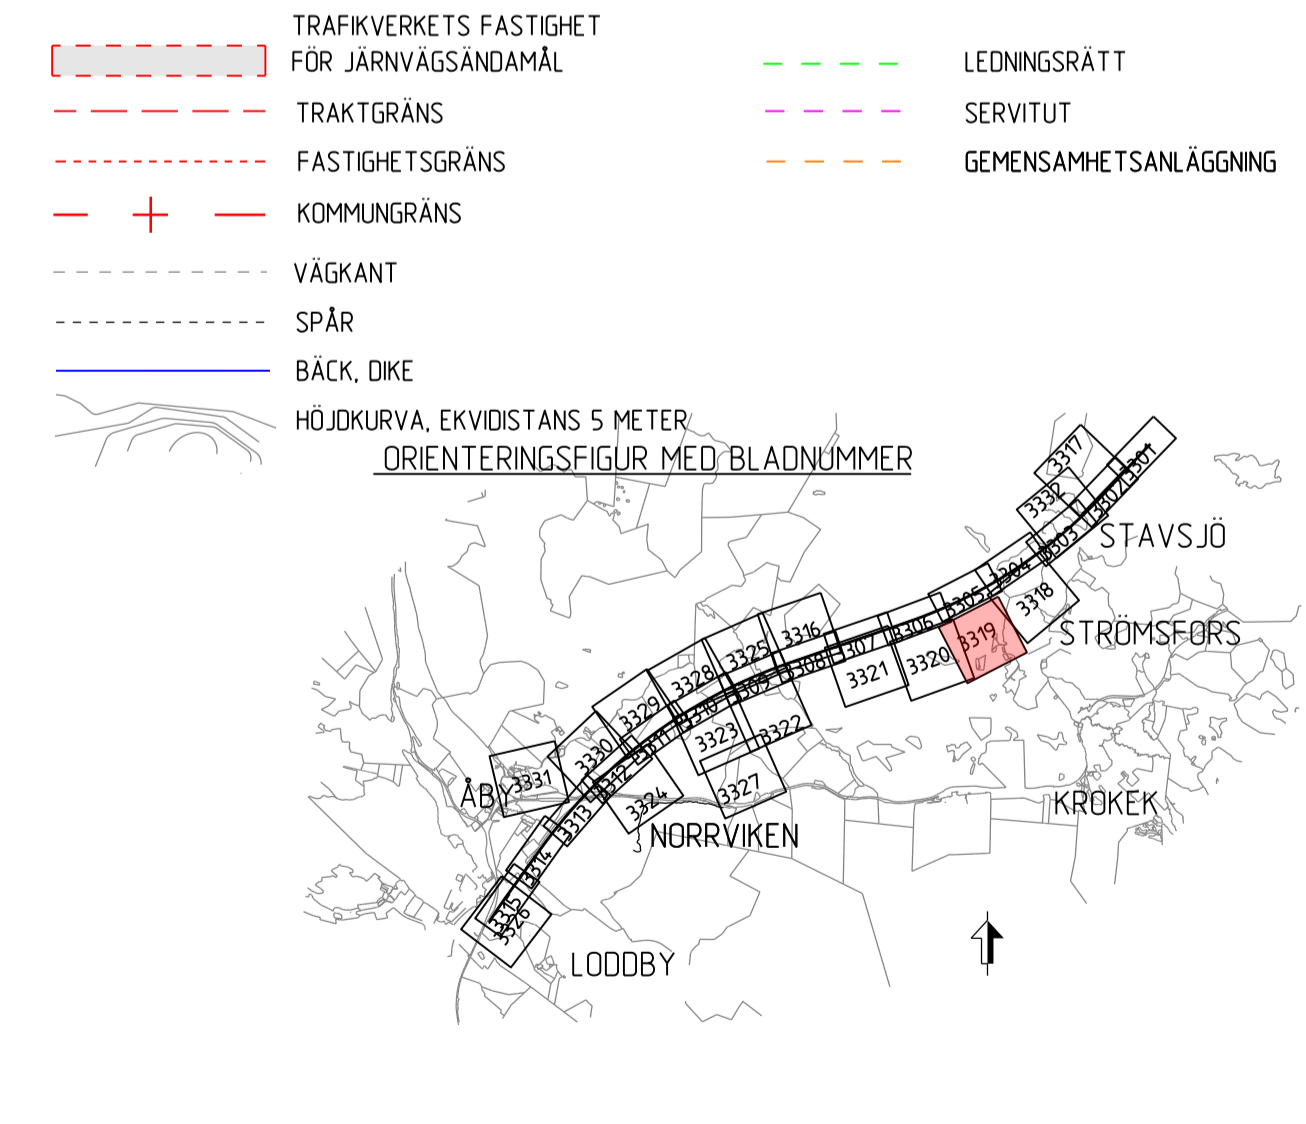 TRAFIKVERKETS FASTIGHET
FÖR JÄRNVÄGSÄNDAMÅL
TRAKTGRÄNS
FASTIGHETSGRÄNS
KOMMUNGRÄNS
VÄGKANT
SPÅR
BÄCK, DIKE
HÖJDKURVA, EKVIDISTANS 5 METER
LEDNINGSRÄTT
SERVITUT
GEMENSAMHETSANLÄGGNING
ORIENTERINGSFIGUR MED BLADNUMMER
3317
3301
3332
3302
3303
STAVSJÖ
3304
3305
3318
3316
3306
3319
STRÖMSFORS
3325
3307
3308
3320
3328
3321
3309
3329
3310
3323
3322
3311
3330
3331
3312
3327
ÅBY
3324
KROKEK
3313
NORRVIKEN
3314
3315
3326
LODDBY